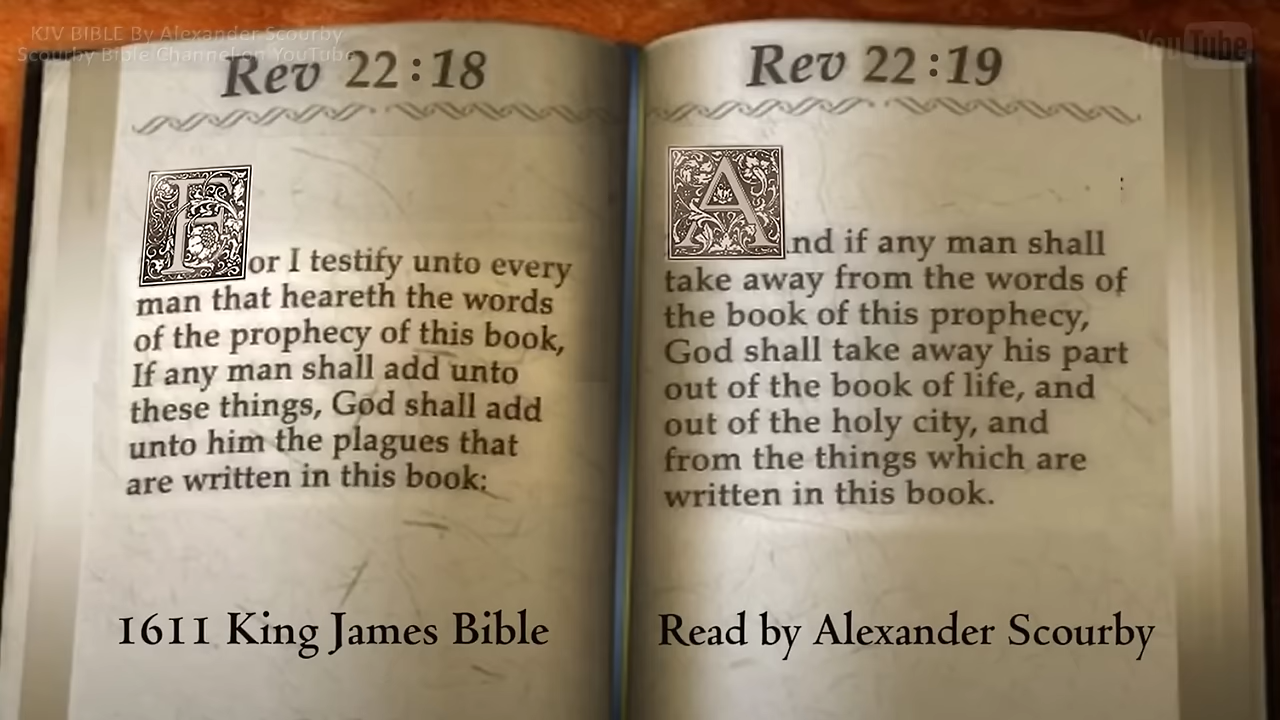 KJV BIBLE By Alexander Scourby
Scourby Bible Channel on YouTube
YouTube
Rev 22:18
For I testify unto every
man that heareth the words
of the prophecy of this book,
If any man shall add unto
these things, God shall add
unto him the plagues that
are written in this book:
1611 King James Bible
Rev 22:19
And if any man shall
take away from the words of
the book of this prophecy,
God shall take away his part
out of the book of life, and
out of the holy city, and
from the things which are
written in this book.
Read by Alexander Scourby